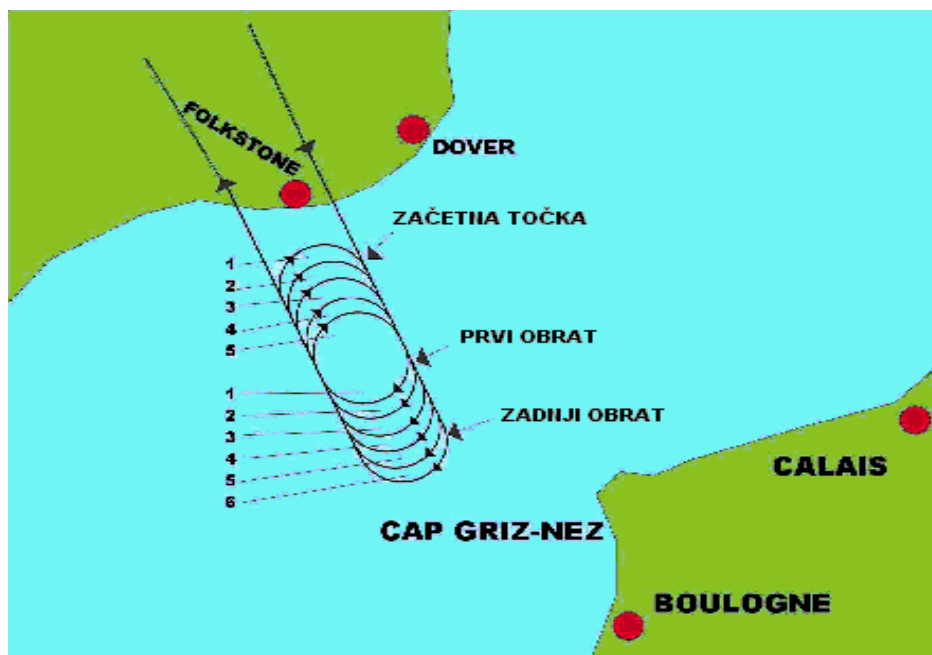 FOLKSTONE
DOVER
ZAČETNA TOČKA
1
2
3
4
5
PRVI OBRAT
1
2
3
4
5
6
ZADNJI OBRAT
CALAIS
CAP GRIZ-NEZ
BOULOGNE